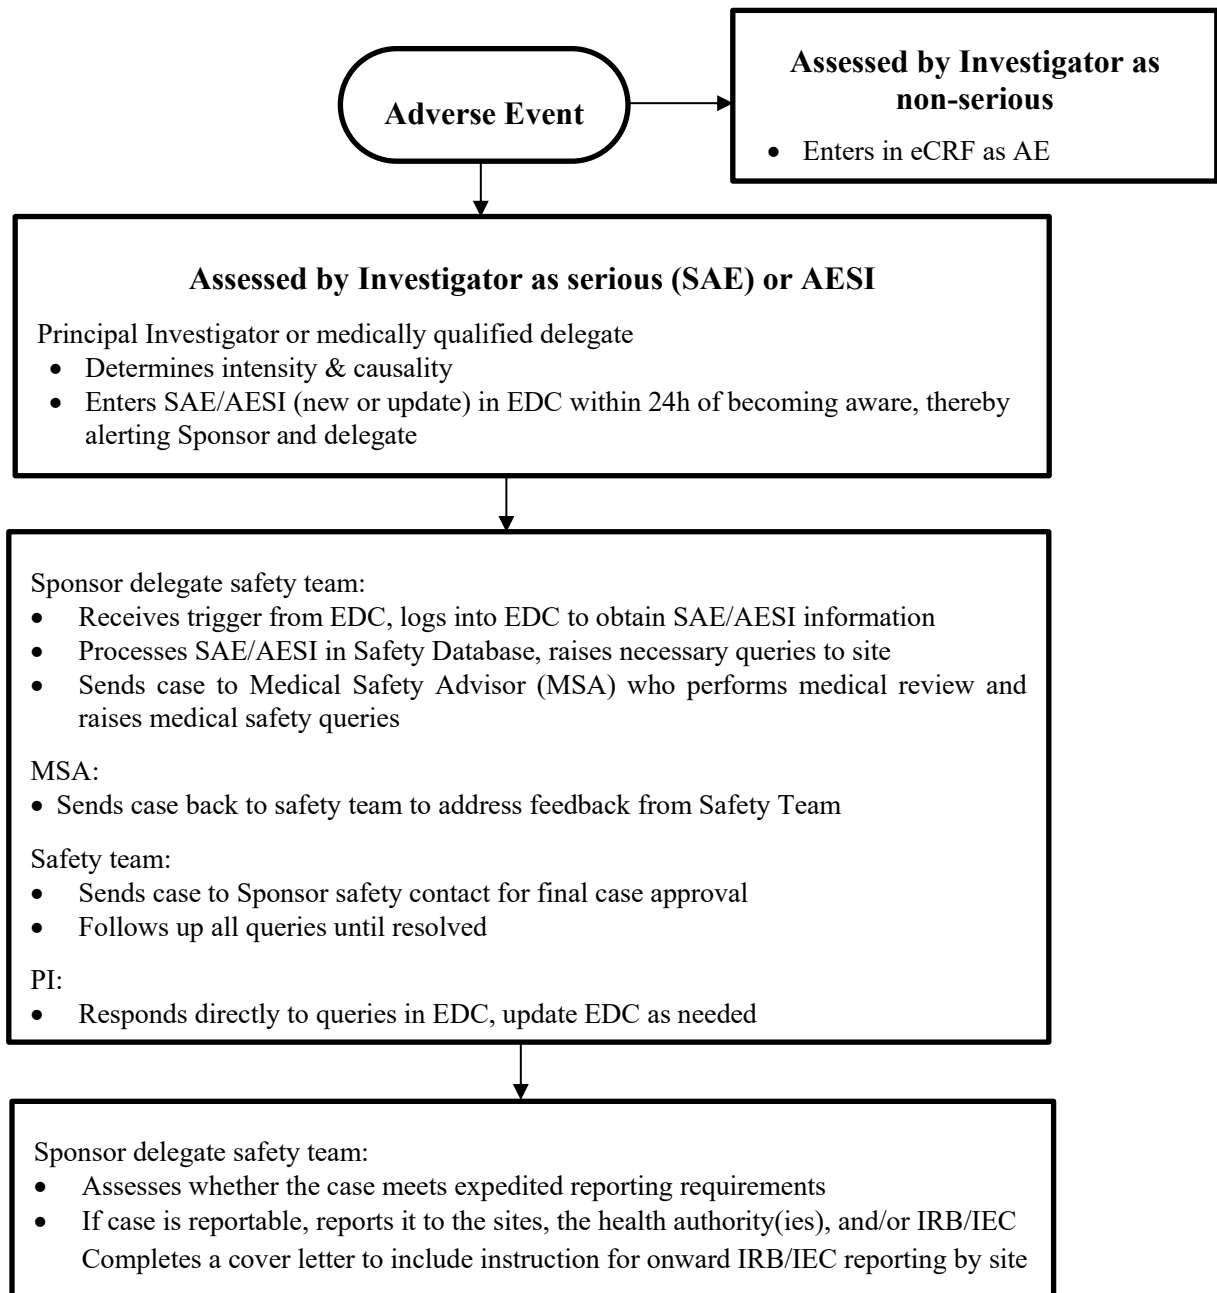 Adverse Event
Assessed by Investigator as
non-serious
• Enters in eCRF as AE
Assessed by Investigator as serious (SAE) or AESI
Principal Investigator or medically qualified delegate
• Determines intensity & causality
• Enters SAE/AESI (new or update) in EDC within 24h of becoming aware, thereby
alerting Sponsor and delegate
Sponsor delegate safety team:
• Receives trigger from EDC, logs into EDC to obtain SAE/AESI information
• Processes SAE/AESI in Safety Database, raises necessary queries to site
• Sends case to Medical Safety Advisor (MSA) who performs medical review and
raises medical safety queries
MSA:
• Sends case back to safety team to address feedback from Safety Team
Safety team:
• Sends case to Sponsor safety contact for final case approval
• Follows up all queries until resolved
PI:
• Responds directly to queries in EDC, update EDC as needed
Sponsor delegate safety team:
• Assesses whether the case meets expedited reporting requirements
• If case is reportable, reports it to the sites, the health authority(ies), and/or IRB/IEC
Completes a cover letter to include instruction for onward IRB/IEC reporting by site